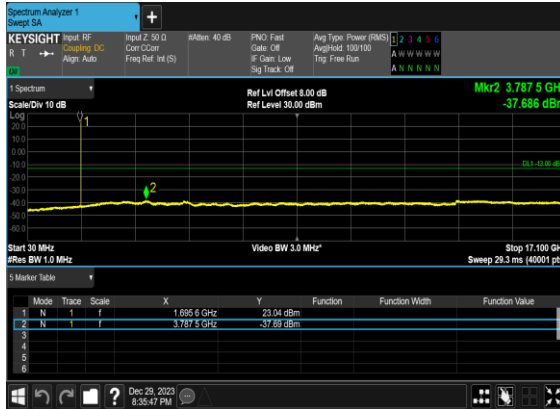 Spectrum Analyzer 1
Swept SA
+
KEYSIGHT
R T
LU
Input: RF
Coupling: DC
Align: Auto
Input Z: 50 Ω
Corr CCorr
Freq Ref: Int (S)
#Atten: 40 dB
PNO: Fast
Gate: Off
IF Gain: Low
Sig Track: Off
Avg Type: Power (RMS)
Avg|Hold: 100/100
Trig: Free Run
1 2 3 4 5 6
A W W W W W
A N N N N N
1 Spectrum
Scale/Div 10 dB
Log
Ref Lvl Offset 8.00 dB
Ref Level 30.00 dBm
Mkr2 3.787 5 GH
-37.686 dBm
20.0
10.0
0.00
-10.0
-20.0
-30.0
-40.0
-50.0
-60.0
1
2
DL1 -13.00 dB
Start 30 MHz
#Res BW 1.0 MHz
Video BW 3.0 MHz*
Stop 17.100 GH
Sweep 29.3 ms (40001 pts
5 Marker Table
Mode Trace Scale X Y Function Function Width Function Value
1 N 1 f 1.695 6 GHz 23.04 dBm
2 N 1 f 3.787 5 GHz -37.69 dBm
3
4
5
6
?
Dec 29, 2023
8:35:47 PM